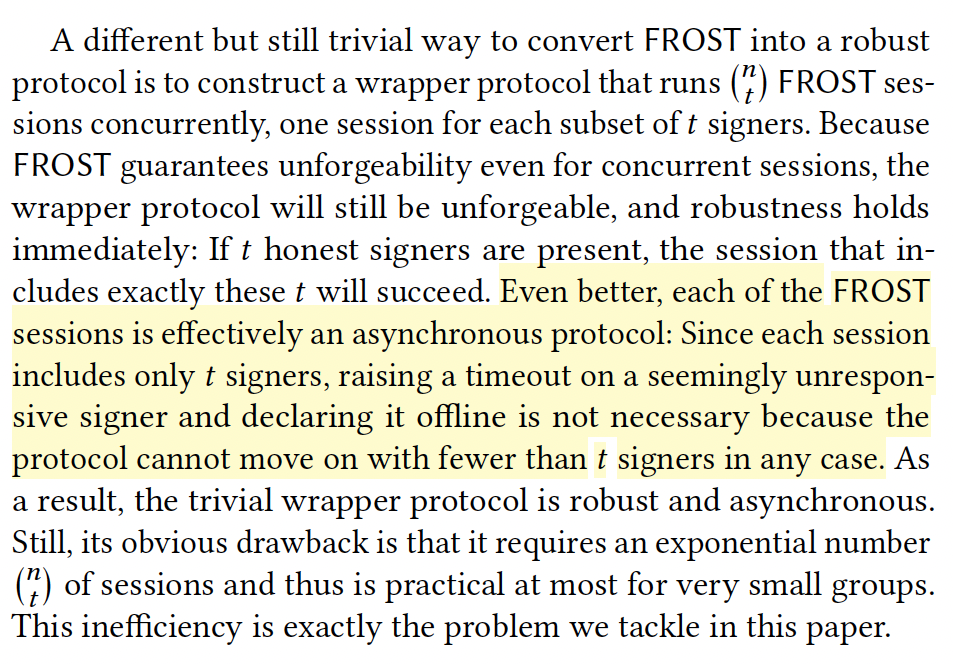 A different but still trivial way to convert FROST into a robust
protocol is to construct a wrapper protocol that runs (n t) FROST ses-
sions concurrently, one session for each subset of t signers. Because
FROST guarantees unforgeability even for concurrent sessions, the
wrapper protocol will still be unforgeable, and robustness holds
immediately: If t honest signers are present, the session that in-
cludes exactly these t will succeed. Even better, each of the FROST
sessions is effectively an asynchronous protocol: Since each session
includes only t signers, raising a timeout on a seemingly unrespon-
sive signer and declaring it offline is not necessary because the
protocol cannot move on with fewer than t signers in any case. As
a result, the trivial wrapper protocol is robust and asynchronous.
Still, its obvious drawback is that it requires an exponential number
(n t) of sessions and thus is practical at most for very small groups.
This inefficiency is exactly the problem we tackle in this paper.